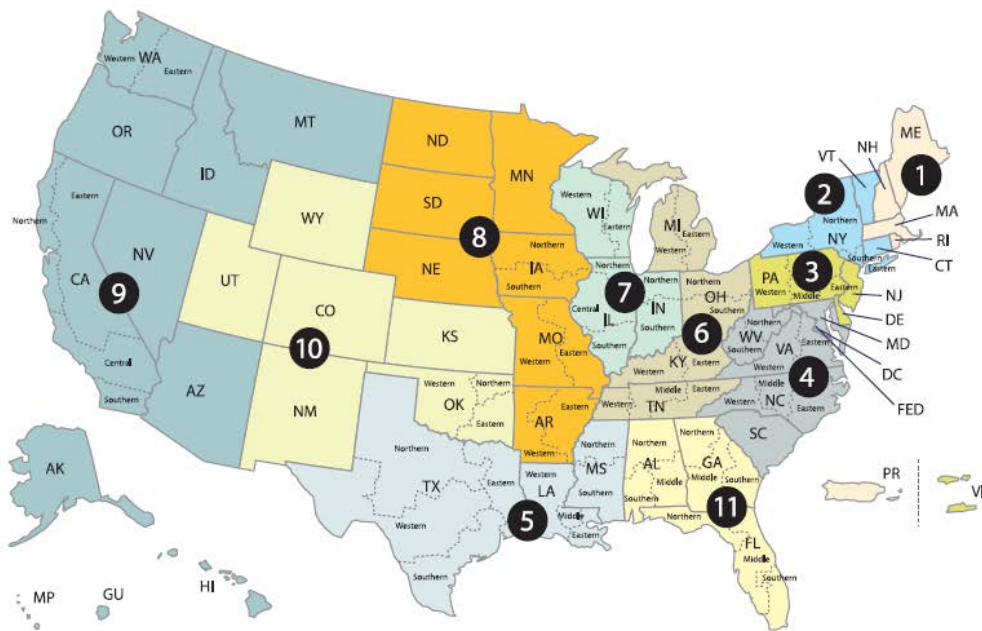 WA
Western
Eastern
OR
MT
ID
ND
MN
SD
WY
NE
Northern
Eastern
CA
NV
UT
CO
KS
9
10
8
Central
Southern
AZ
NM
OK
Western
Northern
Eastern
Northern
IA
Southern
MO
Eastern
Western
AR
Eastern
Western
Western
WI
Eastern
Northern
Central
IL
Southern
7
Northern
IN
Southern
MI
Eastern
Western
Northern
OH
Southern
6
KY
Western
Eastern
Middle
Eastern
Western
TN
ME
NH
VT
1
2
MA
RI
CT
Northern
Western
NY
Southern
Eastern
3
PA
Western
Middle
Eastern
NJ
DE
MD
DC
FED
Northern
WV
Southern
Eastern
VA
Western
4
Middle
Western
NC
Eastern
SC
Northern
TX
Eastern
Western
Southern
Western
LA
Middle
Eastern
5
Northern
MS
Southern
Northern
AL
Middle
Southern
Northern
GA
Middle
Southern
11
Northern
FL
Middle
Southern
PR
VI
AK
HI
GU
MP